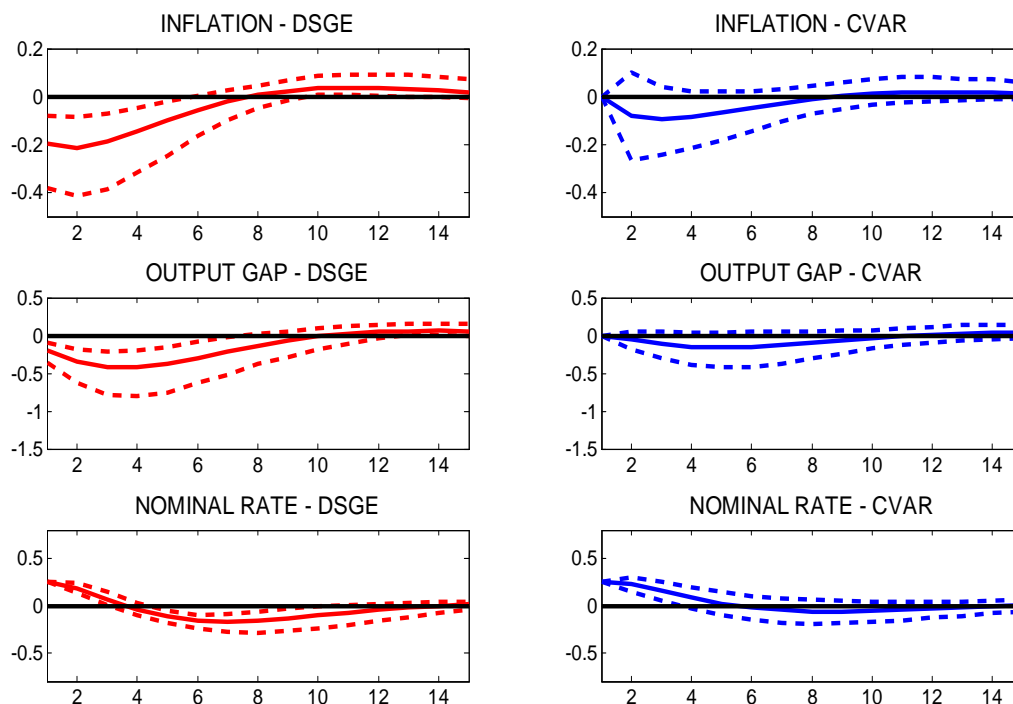 INFLATION - DSGE
0.2
0
-0.2
-0.4
2 4 6 8 10 12 14
INFLATION - CVAR
0.2
0
-0.2
-0.4
2 4 6 8 10 12 14
OUTPUT GAP - DSGE
0.5
0
-0.5
-1
-1.5
2 4 6 8 10 12 14
OUTPUT GAP - CVAR
0.5
0
-0.5
-1
-1.5
2 4 6 8 10 12 14
NOMINAL RATE - DSGE
0.5
0
-0.5
2 4 6 8 10 12 14
NOMINAL RATE - CVAR
0.5
0
-0.5
2 4 6 8 10 12 14